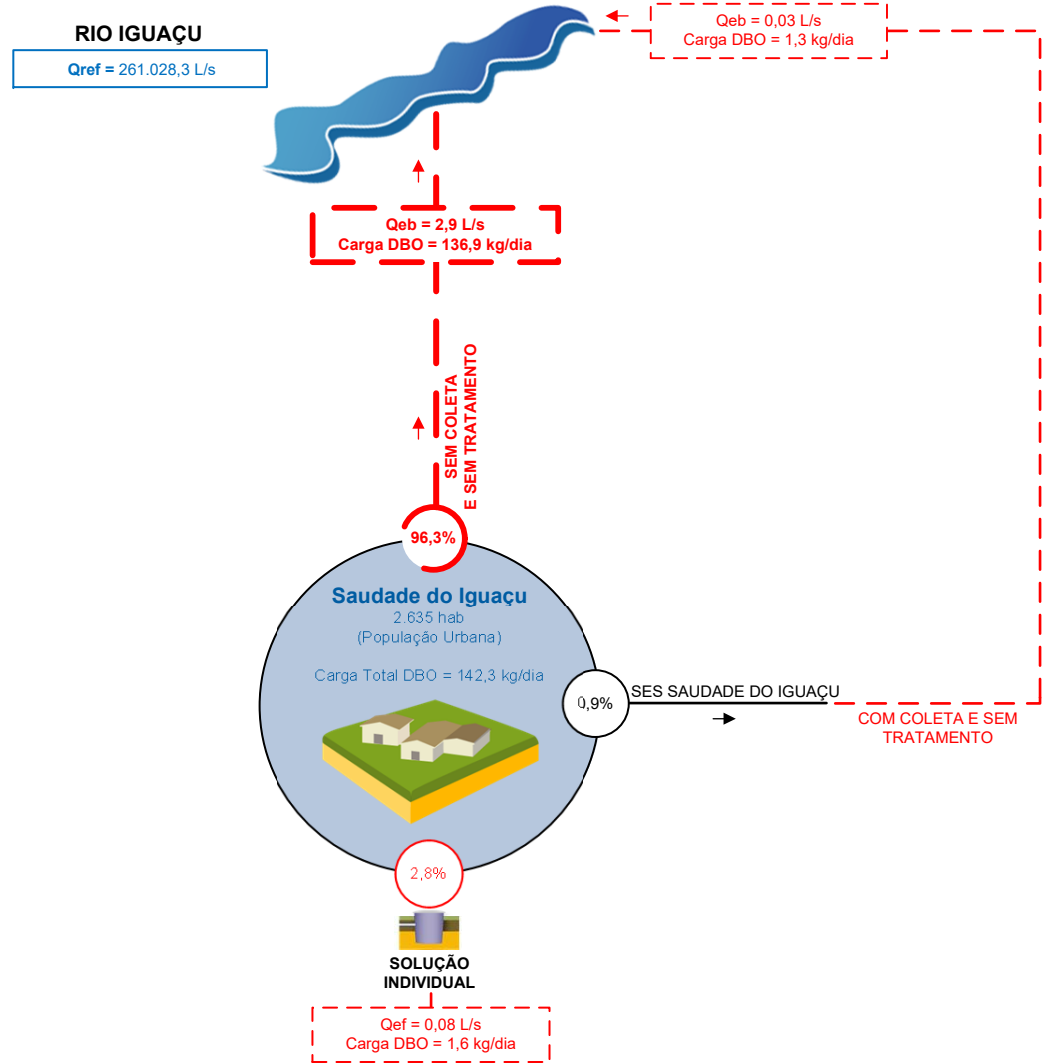 RIO IGUAÇU
Qref = 261.028,3 L/s
Qeb = 0,03 L/s
Carga DBO = 1,3 kg/dia
Qeb = 2,9 L/s
Carga DBO = 136,9 kg/dia
SEM COLETA
E SEM TRATAMENTO
96,3%
Saudade do Iguaçu
2.635 hab
(População Urbana)
Carga Total DBO = 142,3 kg/dia
0,9%
SES SAUDADE DO IGUAÇU
COM COLETA E SEM
TRATAMENTO
2,8%
SOLUÇÃO
INDIVIDUAL
Qef = 0,08 L/s
Carga DBO = 1,6 kg/dia